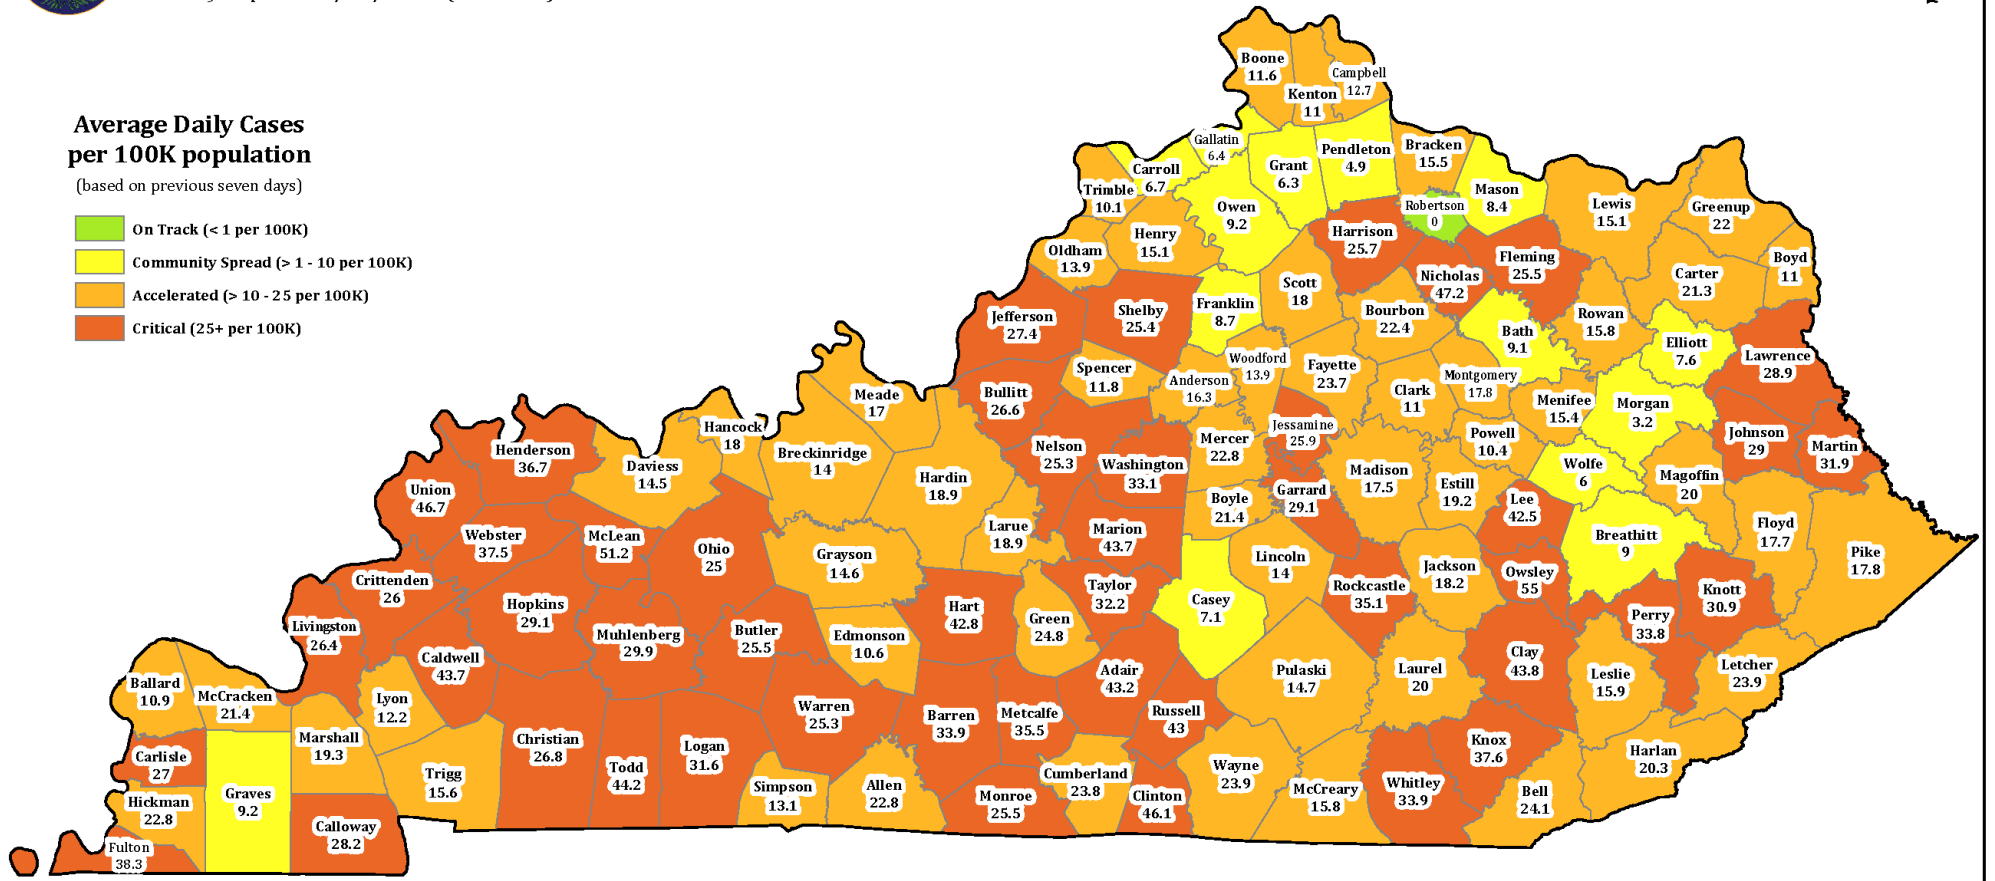 Average Daily Cases
per 100K population
(based on previous seven days)
On Track (< 1 per 100K)
Community Spread (> 1 - 10 per 100K)
Accelerated (> 10 - 25 per 100K)
Critical (25+ per 100K)
Boone
11.6
Kenton
11
Campbell
12.7
Gallatin
6.4
Carroll
6.7
Trimble
10.1
Grant
6.3
Pendleton
4.9
Bracken
15.5
Mason
8.4
Robertson
0
Lewis
15.1
Greenup
22
Boyd
11
Carter
21.3
Owen
9.2
Henry
15.1
Oldham
13.9
Harrison
25.7
Nicholas
47.2
Fleming
25.5
Rowan
15.8
Elliott
7.6
Lawrence
28.9
Jefferson
27.4
Shelby
25.4
Franklin
8.7
Scott
18
Bourbon
22.4
Bath
9.1
Bullitt
26.6
Spencer
11.8
Anderson
16.3
Woodford
13.9
Fayette
23.7
Clark
11
Montgomery
17.8
Menifee
15.4
Morgan
3.2
Johnson
29
Martin
31.9
Meade
17
Hancock
18
Breckinridge
14
Hardin
18.9
Nelson
25.3
Washington
33.1
Mercer
22.8
Jessamine
25.9
Garrard
29.1
Madison
17.5
Powell
10.4
Estill
19.2
Wolfe
6
Lee
42.5
Magoffin
20
Floyd
17.7
Pike
17.8
Henderson
36.7
Daviess
14.5
Union
46.7
Webster
37.5
McLean
51.2
Ohio
25
Grayson
14.6
Larue
18.9
Marion
43.7
Boyle
21.4
Lincoln
14
Rockcastle
35.1
Jackson
18.2
Owsley
55
Breathitt
9
Perry
33.8
Knott
30.9
Crittenden
26
Livingston
26.4
Hopkins
29.1
Caldwell
43.7
Muhlenberg
29.9
Butler
25.5
Edmonson
10.6
Hart
42.8
Green
24.8
Taylor
32.2
Casey
7.1
Adair
43.2
Russell
43
Pulaski
14.7
Laurel
20
Clay
43.8
Leslie
15.9
Letcher
23.9
Harlan
20.3
Ballard
10.9
McCracken
21.4
Lyon
12.2
Carlisle
27
Graves
9.2
Marshall
19.3
Trigg
15.6
Christian
26.8
Todd
44.2
Logan
31.6
Warren
25.3
Simpson
13.1
Allen
22.8
Barren
33.9
Metcalfe
35.5
Monroe
25.5
Cumberland
23.8
Clinton
46.1
Wayne
23.9
McCreary
15.8
Whitley
33.9
Knox
37.6
Bell
24.1
Hickman
22.8
Fulton
38.3
Calloway
28.2